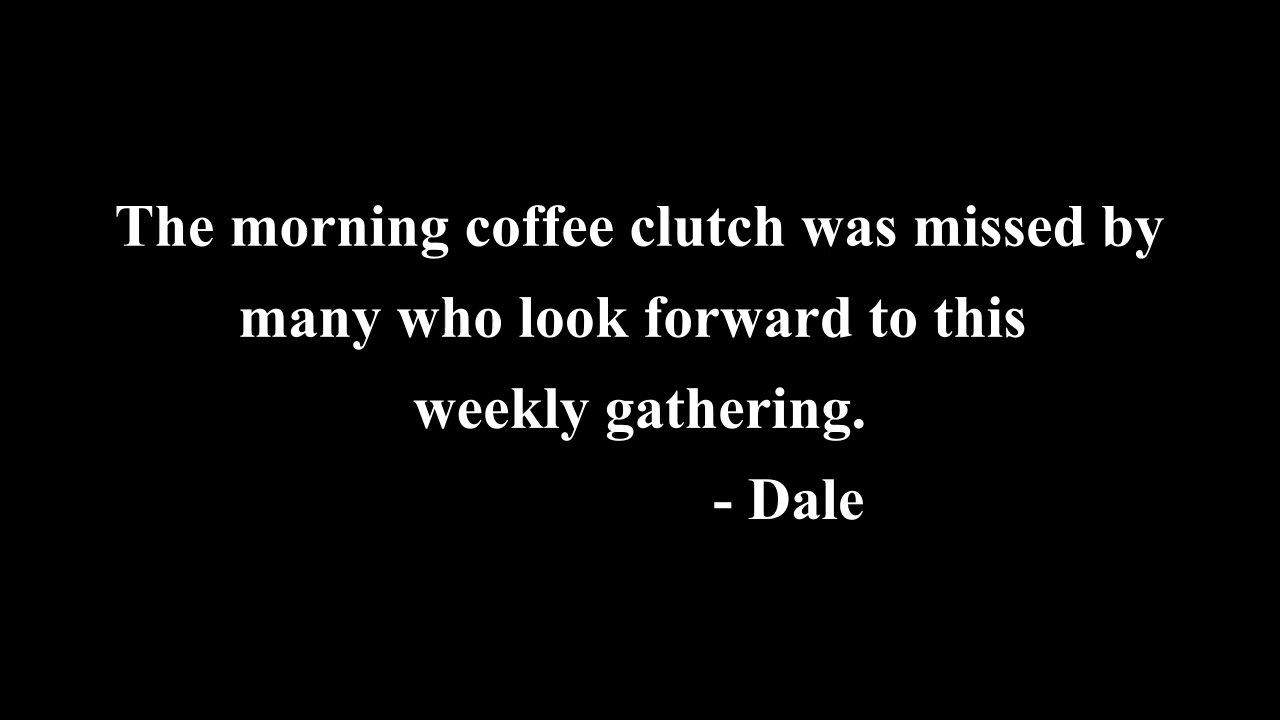 The morning coffee clutch was missed by
many who look forward to this
weekly gathering.
- Dale